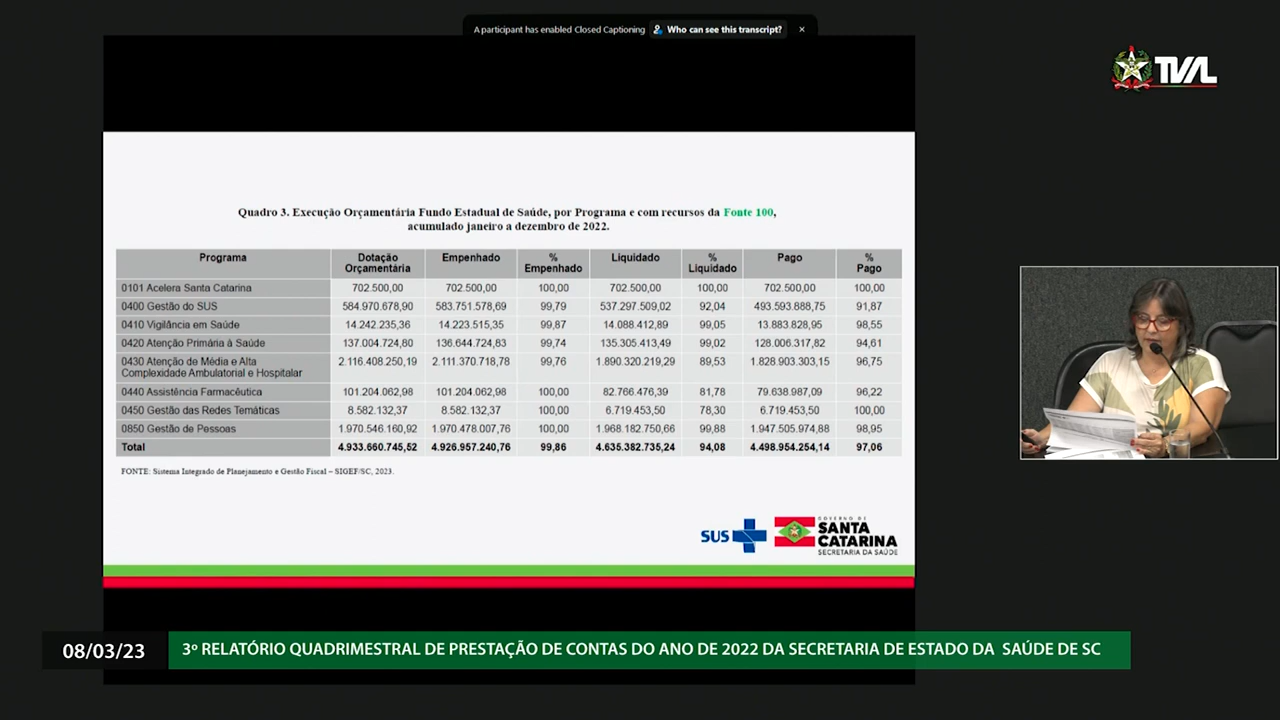 A participant has enabled Closed Captioning Who can see this transcript? ×
TVAL
Quadro 3. Execução Orçamentária Fundo Estadual de Saúde, por Programa e com recursos da Fonte 100,
acumulado janeiro a dezembro de 2022.
Programa Dotação Orçamentária Empenhado % Empenhado Liquidado % Liquidado Pago % Pago
0101 Acelera Santa Catarina 702.500,00 702.500,00 100,00 702.500,00 100,00 702.500,00 100,00
0400 Gestão do SUS 584.970.678,90 583.751.578,69 99,79 537.297.509,02 92,04 493.593.888,75 91,87
0410 Vigilância em Saúde 14.242.235,36 14.223.515,35 99,87 14.088.412,89 99,05 13.883.828,95 98,55
0420 Atenção Primária à Saúde 137.004.724,80 136.644.724,83 99,74 135.305.413,49 99,02 128.006.317,82 94,61
0430 Atenção de Média e Alta Complexidade Ambulatorial e Hospitalar 2.116.408.250,19 2.111.370.718,78 99,76 1.890.320.219,29 89,53 1.828.903.303,15 96,75
0440 Assistência Farmacêutica 101.204.062,98 101.204.062,98 100,00 82.766.476,39 81,78 79.638.987,09 96,22
0450 Gestão das Redes Temáticas 8.582.132,37 8.582.132,37 100,00 6.719.453,50 78,30 6.719.453,50 100,00
0850 Gestão de Pessoas 1.970.546.160,92 1.970.478.007,76 100,00 1.968.182.750,66 99,88 1.947.505.974,88 98,95
Total 4.933.660.745,52 4.926.957.240,76 99,86 4.635.382.735,24 94,08 4.498.954.254,14 97,06
FONTE: Sistema Integrado de Planejamento e Gestão Fiscal – SIGEF/SC, 2023.
SUS
GOVERNO DE
SANTA
CATARINA
SECRETARIA DA SAÚDE
08/03/23 3º RELATÓRIO QUADRIMESTRAL DE PRESTAÇÃO DE CONTAS DO ANO DE 2022 DA SECRETARIA DE ESTADO DA SAÚDE DE SC